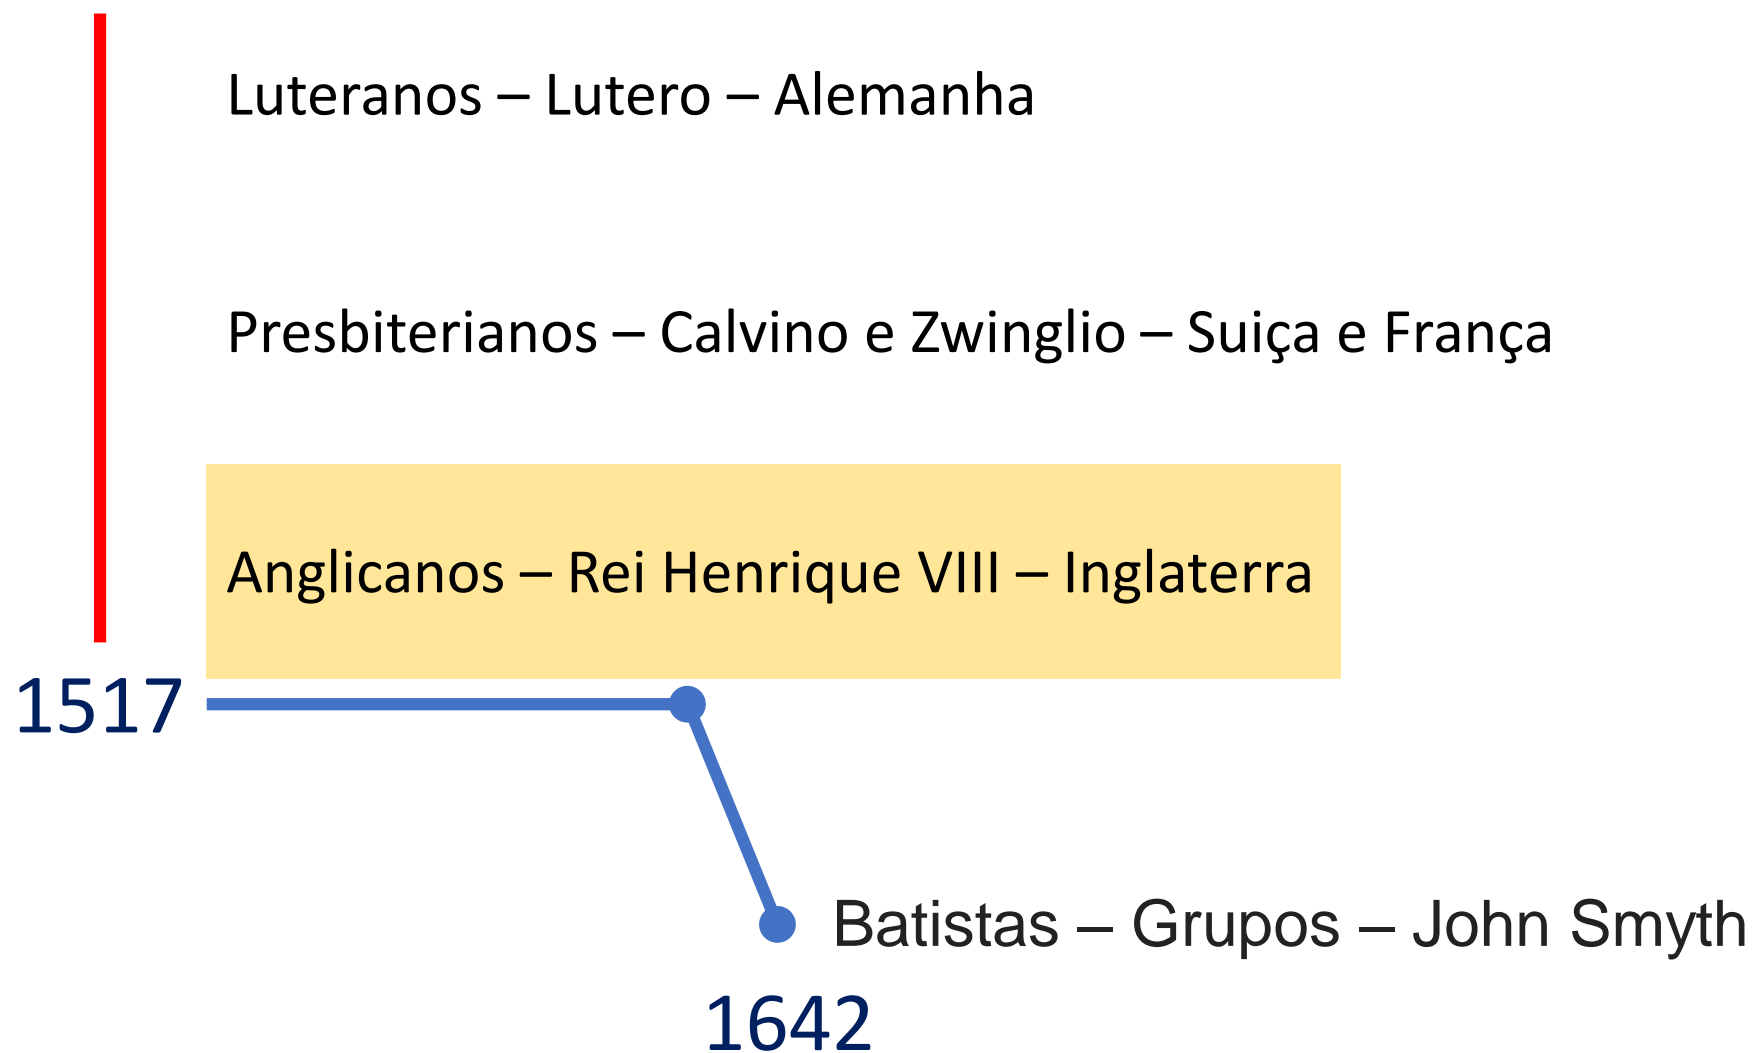 Luteranos – Lutero – Alemanha
Presbiterianos – Calvino e Zwinglio – Suiça e França
Anglicanos – Rei Henrique VIII – Inglaterra
1517
Batistas – Grupos – John Smyth
1642